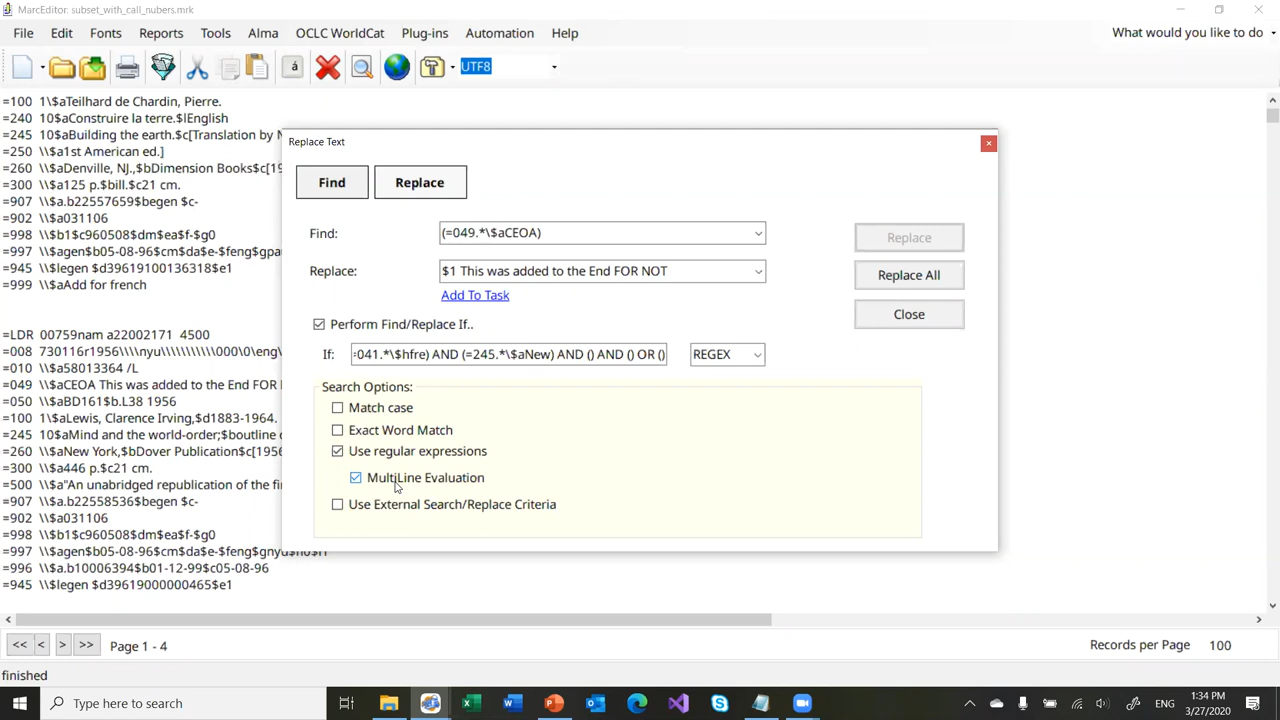 MarcEditor: subset_with_call_nubers.mrk
File Edit Fonts Reports Tools Alma OCLC WorldCat Plug-ins Automation Help What would you like to do
á UTF8
=100 1\$aTeilhard de Chardin, Pierre.
=240 10$aConstruire la terre.$lEnglish
=245 10$aBuilding the earth.$c[Translation by N
=250 \\$a1st American ed.]
=260 \\$aDenville, NJ.,$bDimension Books$c[19
=300 \\$a125 p.$bill.$c21 cm.
=907 \\$a.b22557659$begen $c-
=902 \\$a031106
=998 \\$b1$c960508$dm$ea$f-$g0
=997 \\$agen$b05-08-96$cm$da$e-$feng$gpa
=945 \\$legen $d39619100136318$e1
=999 \\$aAdd for french
=LDR 00759nam a22002171 4500
=008 730116r1956\\\\nyu\\\\\\\\\\\000\0\eng\
=010 \\$a58013364 /L
=049 \\$aCEOA This was added to the End FOR
=050 \\$aBD161$b.L38 1956
=100 1\$aLewis, Clarence Irving,$d1883-1964.
=245 10$aMind and the world-order;$boutline
=260 \\$aNew York,$bDover Publication$c[1956
=300 \\$a446 p.$c21 cm.
=500 \\$a"An unabridged republication of the fi
=907 \\$a.b22558536$begen $c-
=902 \\$a031106
=998 \\$b1$c960508$dm$ea$f-$g0
=997 \\$agen$b05-08-96$cm$da$e-$feng$gnyu$h0$i1
=996 \\$a.b10006394$b01-12-99$c05-08-96
=945 \\$legen $d39619000000465$e1
Replace Text
Find Replace
Find: (=049.*\$aCEOA) Replace
Replace: $1 This was added to the End FOR NOT Replace All
Add To Task
Perform Find/Replace If.. Close
If: =041.*\$hfre) AND (=245.*\$aNew) AND () AND () OR () REGEX
Search Options:
Match case
Exact Word Match
Use regular expressions
MultiLine Evaluation
Use External Search/Replace Criteria
<< < > >> Page 1 - 4 Records per Page 100
finished
Type here to search ENG 1:34 PM
3/27/2020